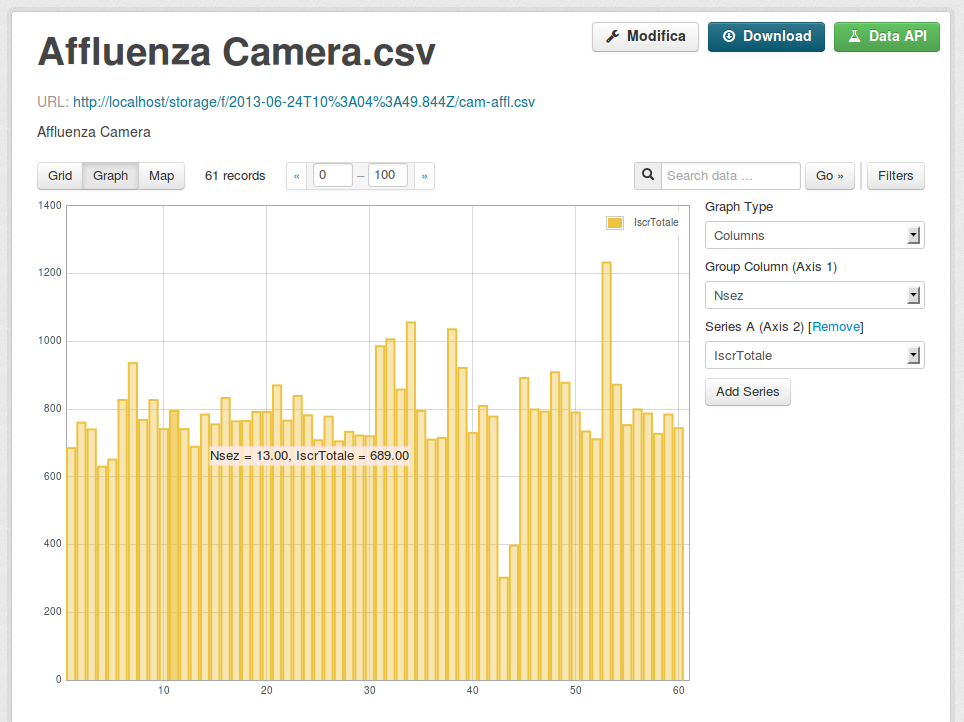 Affluenza Camera.csv
Modifica
Download
Data API
URL: http://localhost/storage/f/2013-06-24T10%3A04%3A49.844Z/cam-affl.csv
Affluenza Camera
Grid Graph Map 61 records « 0 – 100 » Search data ... Go » Filters
Graph Type
Columns
Group Column (Axis 1)
Nsez
Series A (Axis 2) [Remove]
IscrTotale
Add Series
IscrTotale
1400
1200
1000
800
600
400
200
0
Nsez = 13.00, IscrTotale = 689.00
10 20 30 40 50 60